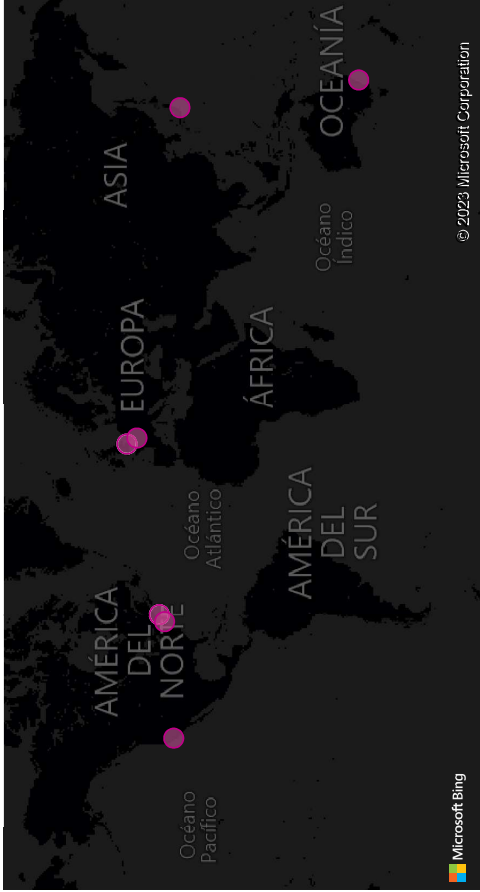 AMÉRICA
DEL
NORTE
EUROPA
ASIA
Océano
Atlántico
ÁFRICA
Océano
Pacífico
AMÉRICA
DEL
SUR
Océano
Índico
OCEANÍA
Microsoft Bing
© 2023 Microsoft Corporation